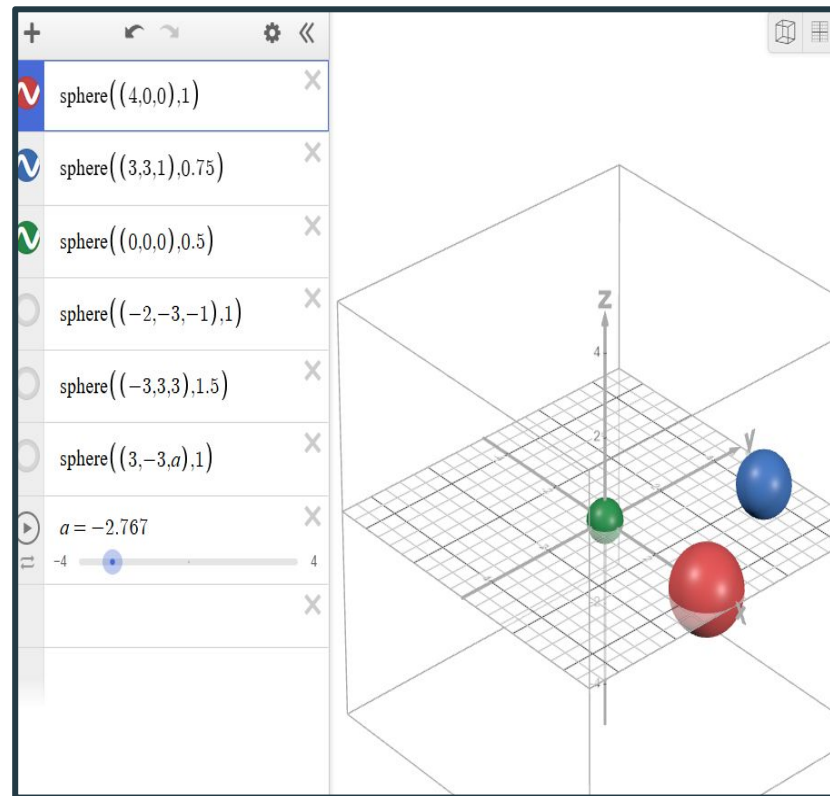 sphere((4,0,0),1)
sphere((3,3,1),0.75)
sphere((0,0,0),0.5)
sphere((−2,−3,−1),1)
sphere((−3,3,3),1.5)
sphere((3,−3,a),1)
a = −2.767
-4 4
z
4
2
y
x